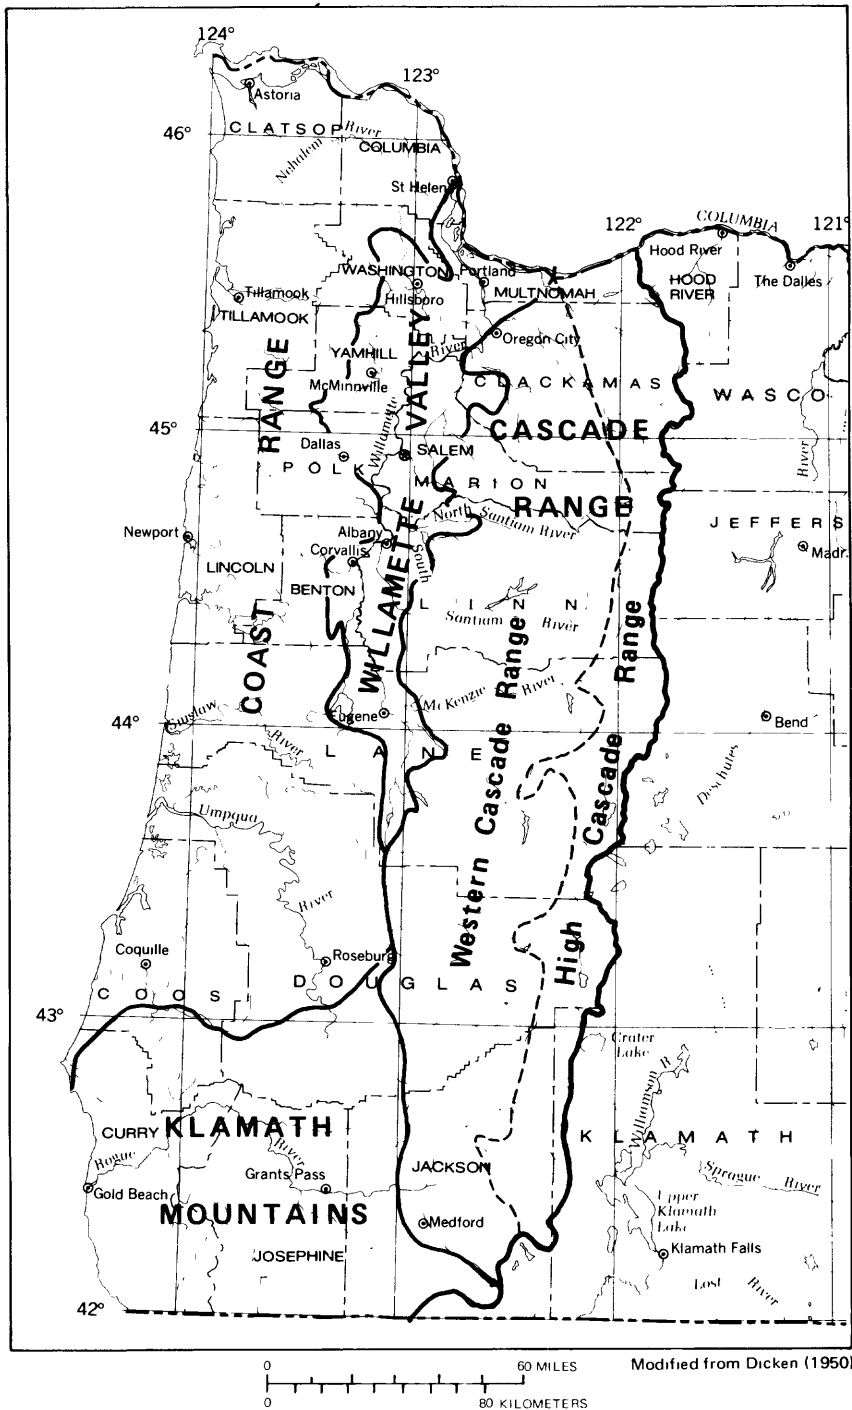 124°
123°
Astoria
46°
CLATSOP
River
Nehalem
COLUMBIA
St Helen
122°
COLUMBIA
121°
Hood River
WASHINGTON
Portland
The Dalles
HOOD
RIVER
Tillamook
Hillsboro
MULTNOMAH
TILLAMOOK
Oregon City
YAMHILL
River
McMinnville
CLACKAMAS
WASCO
RANGE
VALLEY
45°
Willamette
CASCADE
Dallas
SALEM
River
POLK
MARION
RANGE
North Santiam River
JEFFERS
Newport
Albany
Corvallis
South
Madr
LINCOLN
BENTON
LINN
Santiam River
WILLAMETTE
COAST
Range
Western Cascade Range
McKenzie River
44°
Siuslaw
Eugene
Bend
River
LANE
Cascade
Deschutes
Umpqua
River
High
Coquille
Roseburg
COOS
DOUGLAS
43°
Crater
Lake
Williamson R
CURRY
KLAMATH
KLAMATH
Rogue
River
JACKSON
Grants Pass
Sprague River
Gold Beach
Upper
Klamath
Lake
MOUNTAINS
Medford
JOSEPHINE
Klamath Falls
Lost River
42°
0 60 MILES
Modified from Dicken (1950)
0 80 KILOMETERS